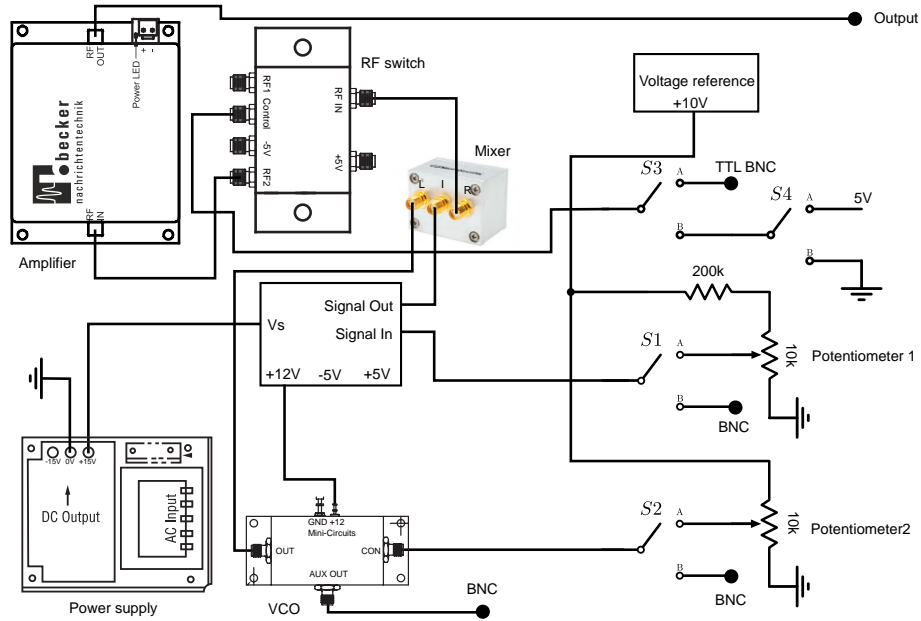 Output
RF OUT
+ -
Power LED
becker
nachrichtentechnik
RF IN
Amplifier
RF switch
RF1
Control
-5V
RF2
RF IN
+5V
Mixer
L I R
Voltage reference
+10V
S3
A
TTL BNC
B
S4
A
5V
B
200k
Signal Out
Signal In
Vs
+12V -5V +5V
S1
A
B
BNC
10k
Potentiometer 1
-15V 0V +15V
DC Output
AC Input
Power supply
GND +12
Mini-Circuits
OUT
CON
AUX OUT
VCO
BNC
S2
A
B
BNC
10k
Potentiometer2